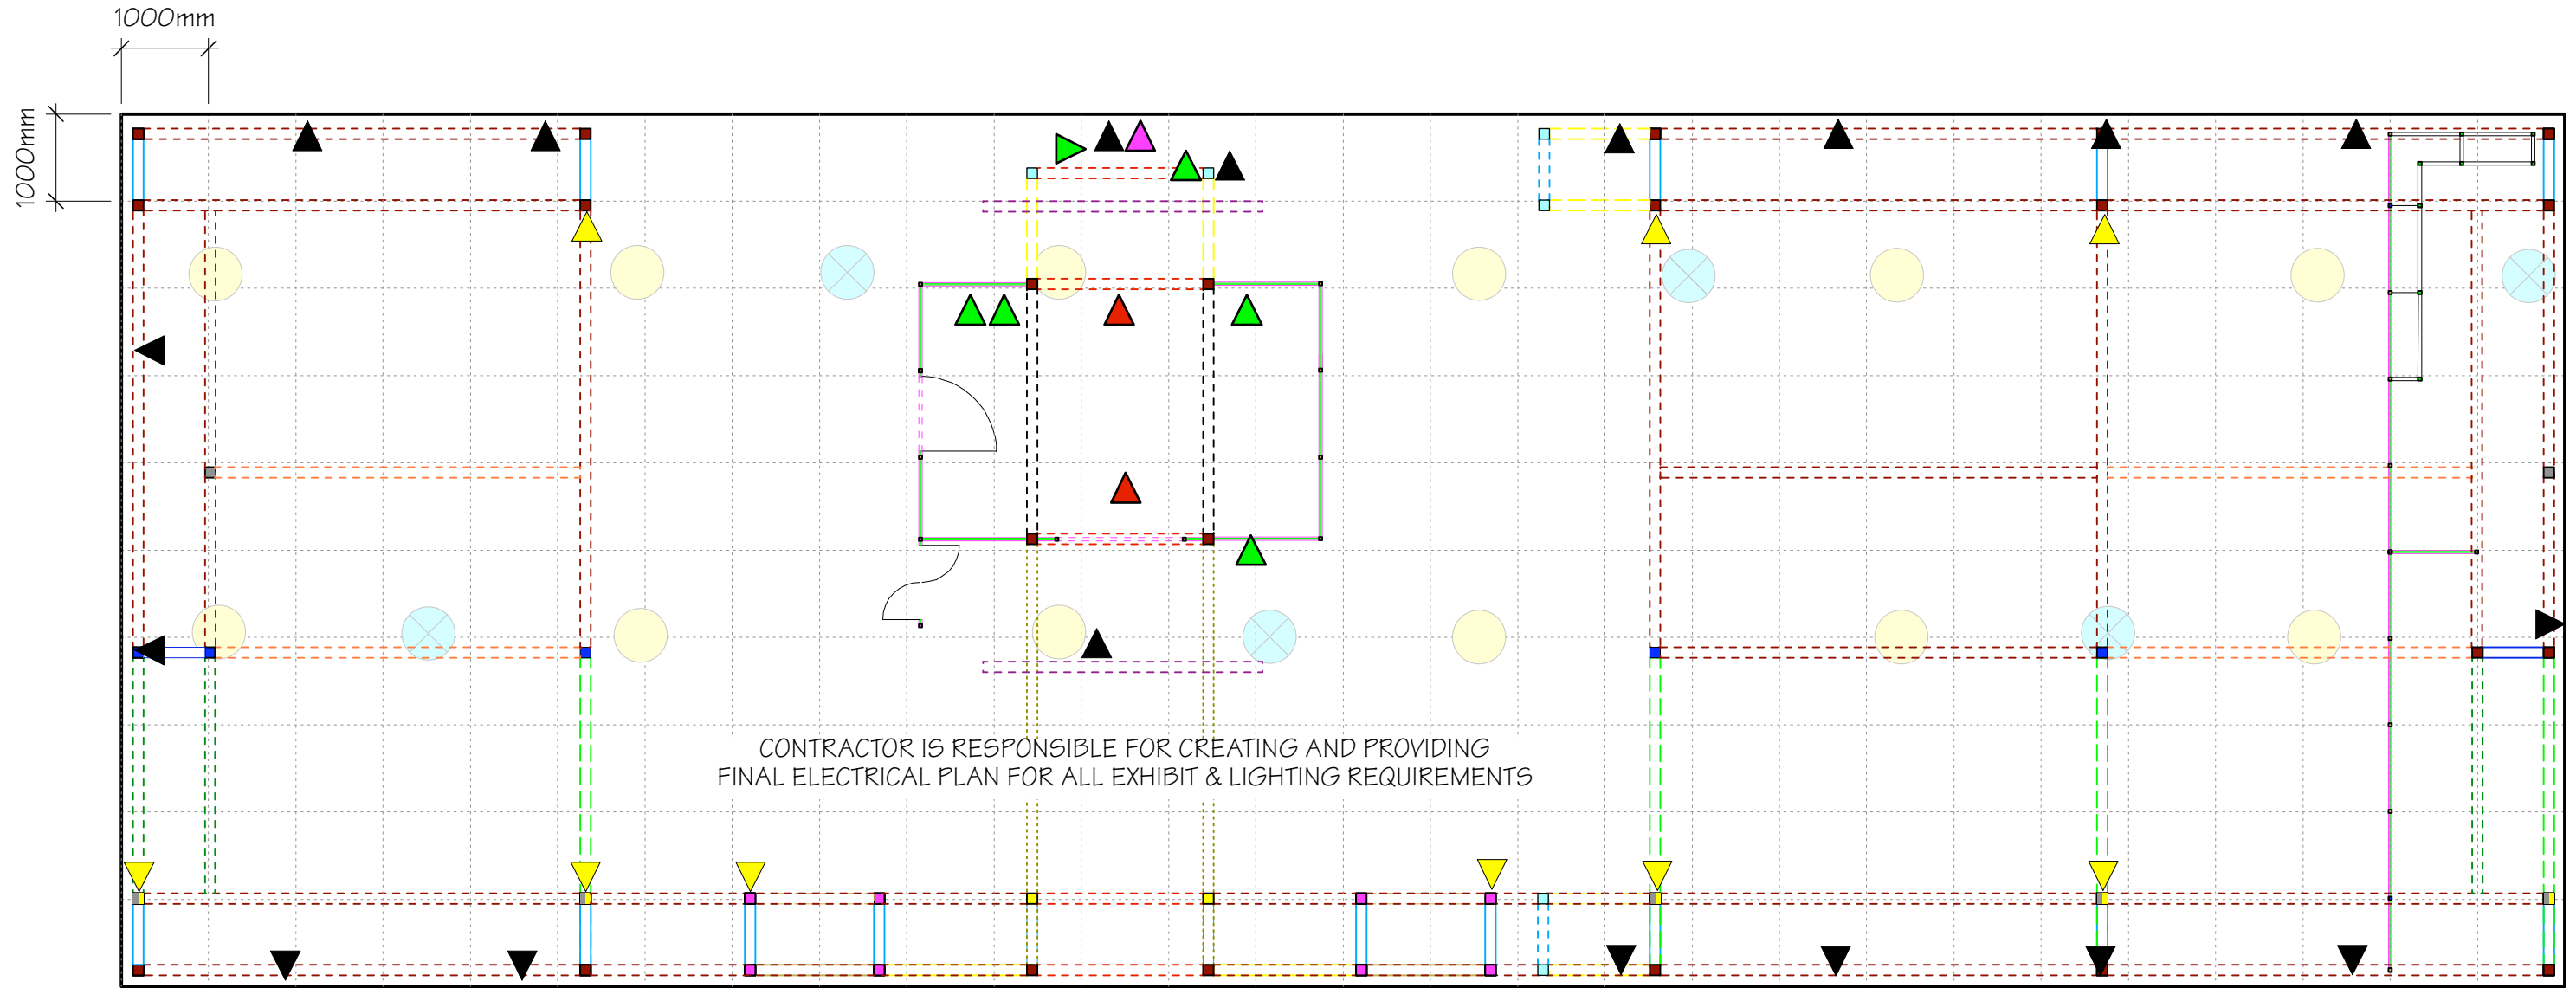 1000mm
1000mm
CONTRACTOR IS RESPONSIBLE FOR CREATING AND PROVIDING
FINAL ELECTRICAL PLAN FOR ALL EXHIBIT & LIGHTING REQUIREMENTS